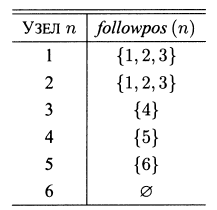 Узел n followpos (n)
1 {1, 2, 3}
2 {1, 2, 3}
3 {4}
4 {5}
5 {6}
6 ∅